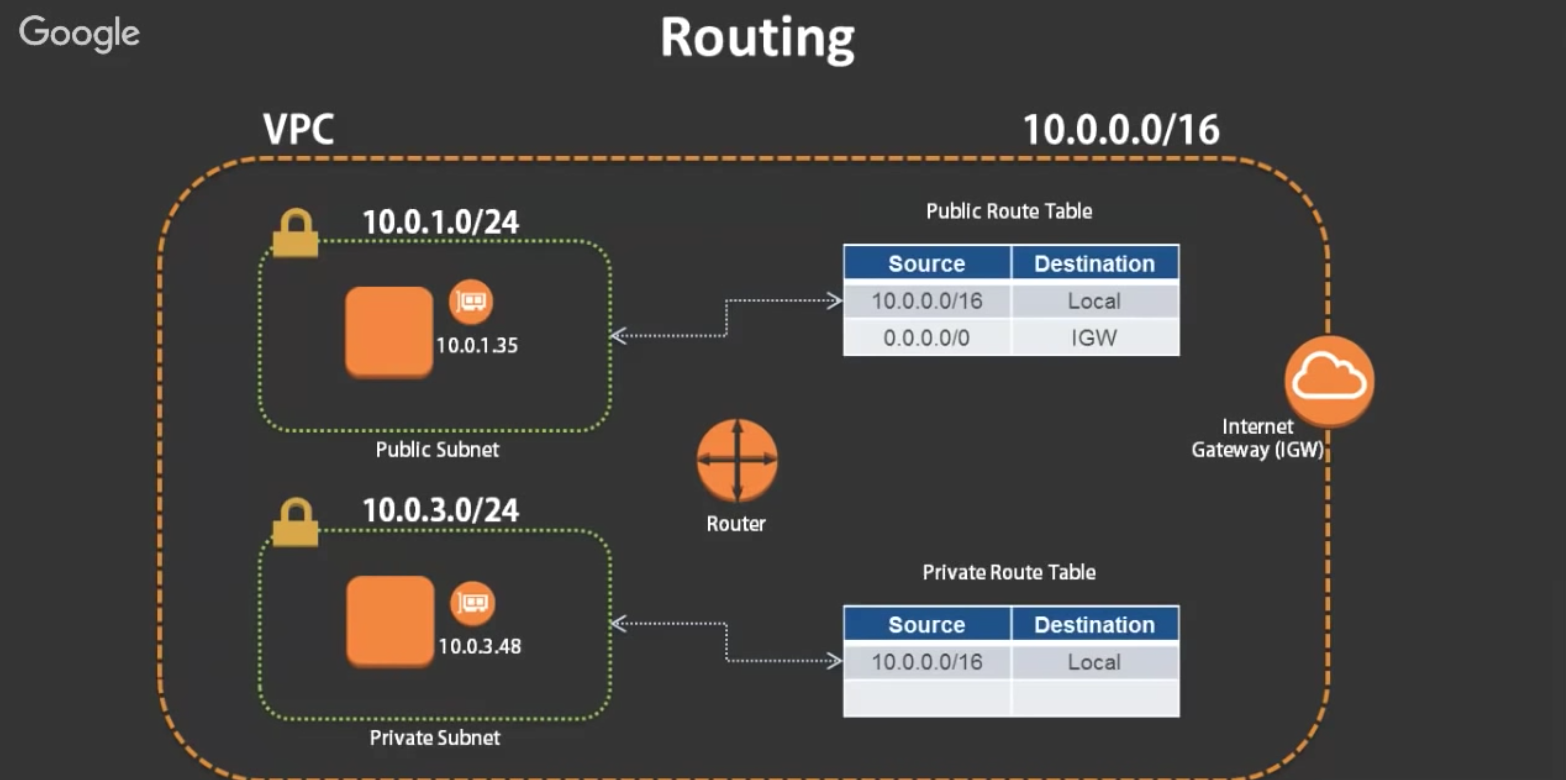 Google
Routing
VPC
10.0.0.0/16
10.0.1.0/24
10.0.1.35
Public Subnet
Public Route Table
Source Destination
10.0.0.0/16 Local
0.0.0.0/0 IGW
Internet
Gateway (IGW)
Router
10.0.3.0/24
10.0.3.48
Private Subnet
Private Route Table
Source Destination
10.0.0.0/16 Local